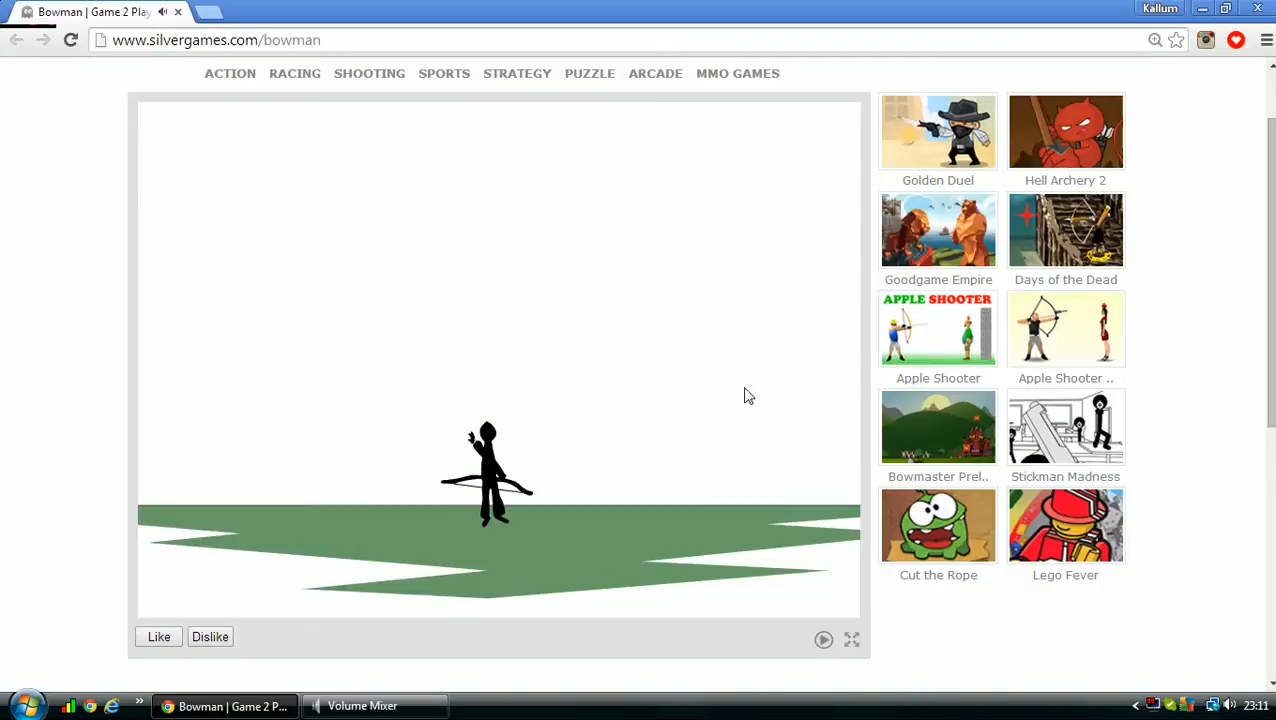 Bowman | Game 2 Play
Kallum
www.silvergames.com/bowman
ACTION RACING SHOOTING SPORTS STRATEGY PUZZLE ARCADE MMO GAMES
Golden Duel
Hell Archery 2
Goodgame Empire
Days of the Dead
APPLE SHOOTER
Apple Shooter
Apple Shooter ..
Bowmaster Prel..
Stickman Madness
Cut the Rope
Lego Fever
Like
Dislike
Bowman | Game 2 P...
Volume Mixer
23:11